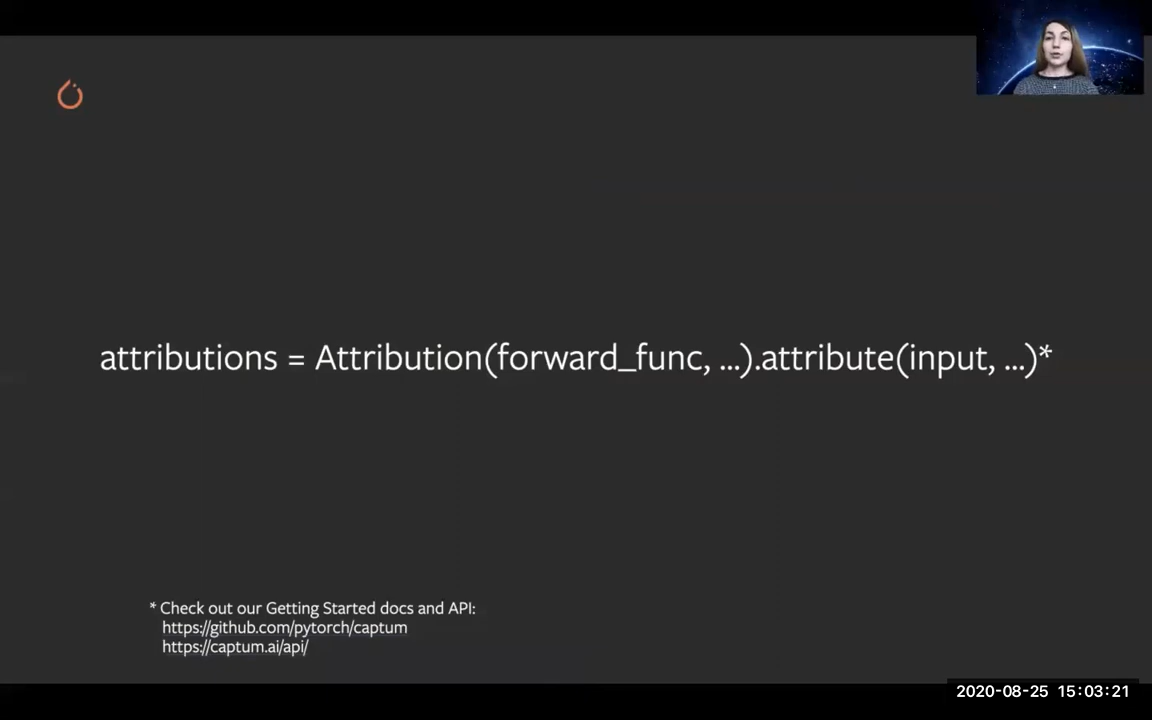 attributions = Attribution(forward_func, ...).attribute(input, ...)*
* Check out our Getting Started docs and API:
https://github.com/pytorch/captum
https://captum.ai/api/
2020-08-25 15:03:21